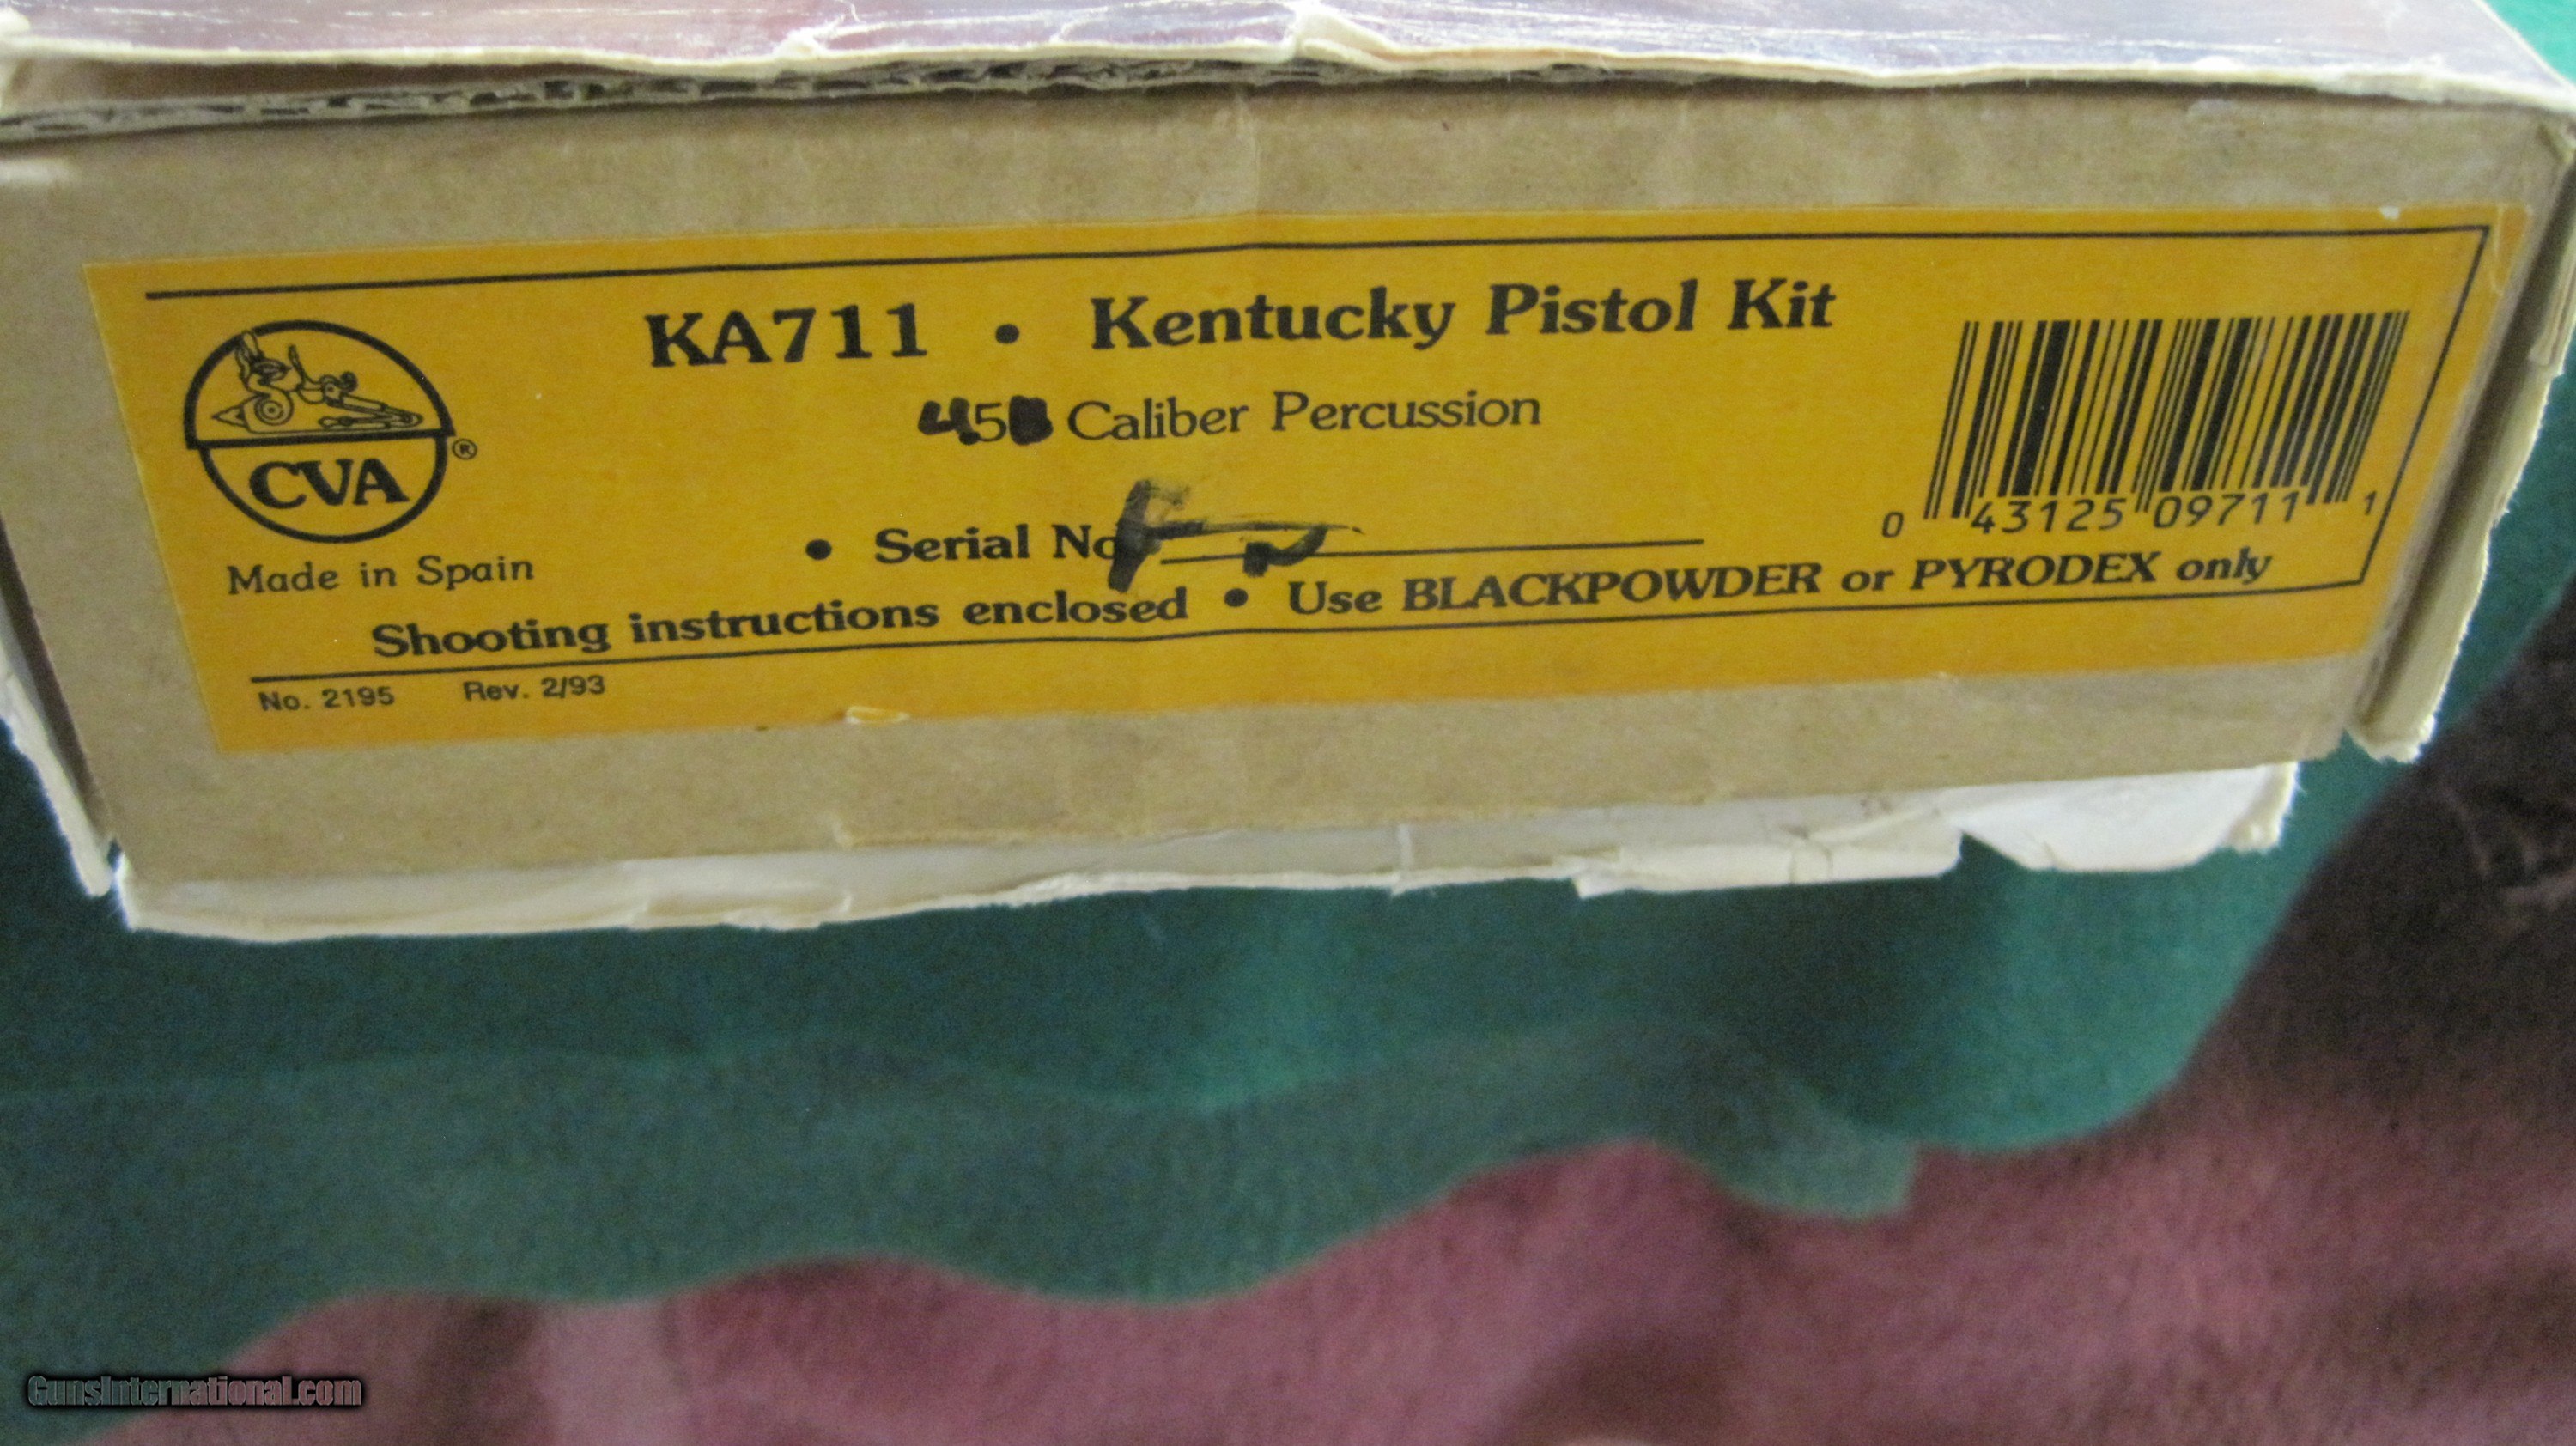 KA711 • Kentucky Pistol Kit
45 Caliber Percussion
CVA ®
• Serial No
Made in Spain
Shooting instructions enclosed • Use BLACKPOWDER or PYRODEX only
No. 2195 Rev. 2/93
0 43125 09711 1
GunsInternational.com